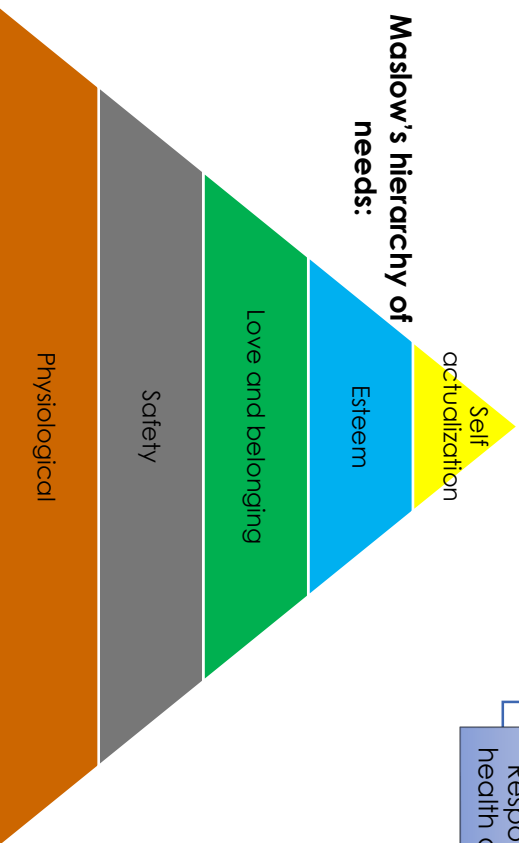 Maslow's hierarchy of
needs:
Self
actualization
Esteem
Love and belonging
Safety
Physiological